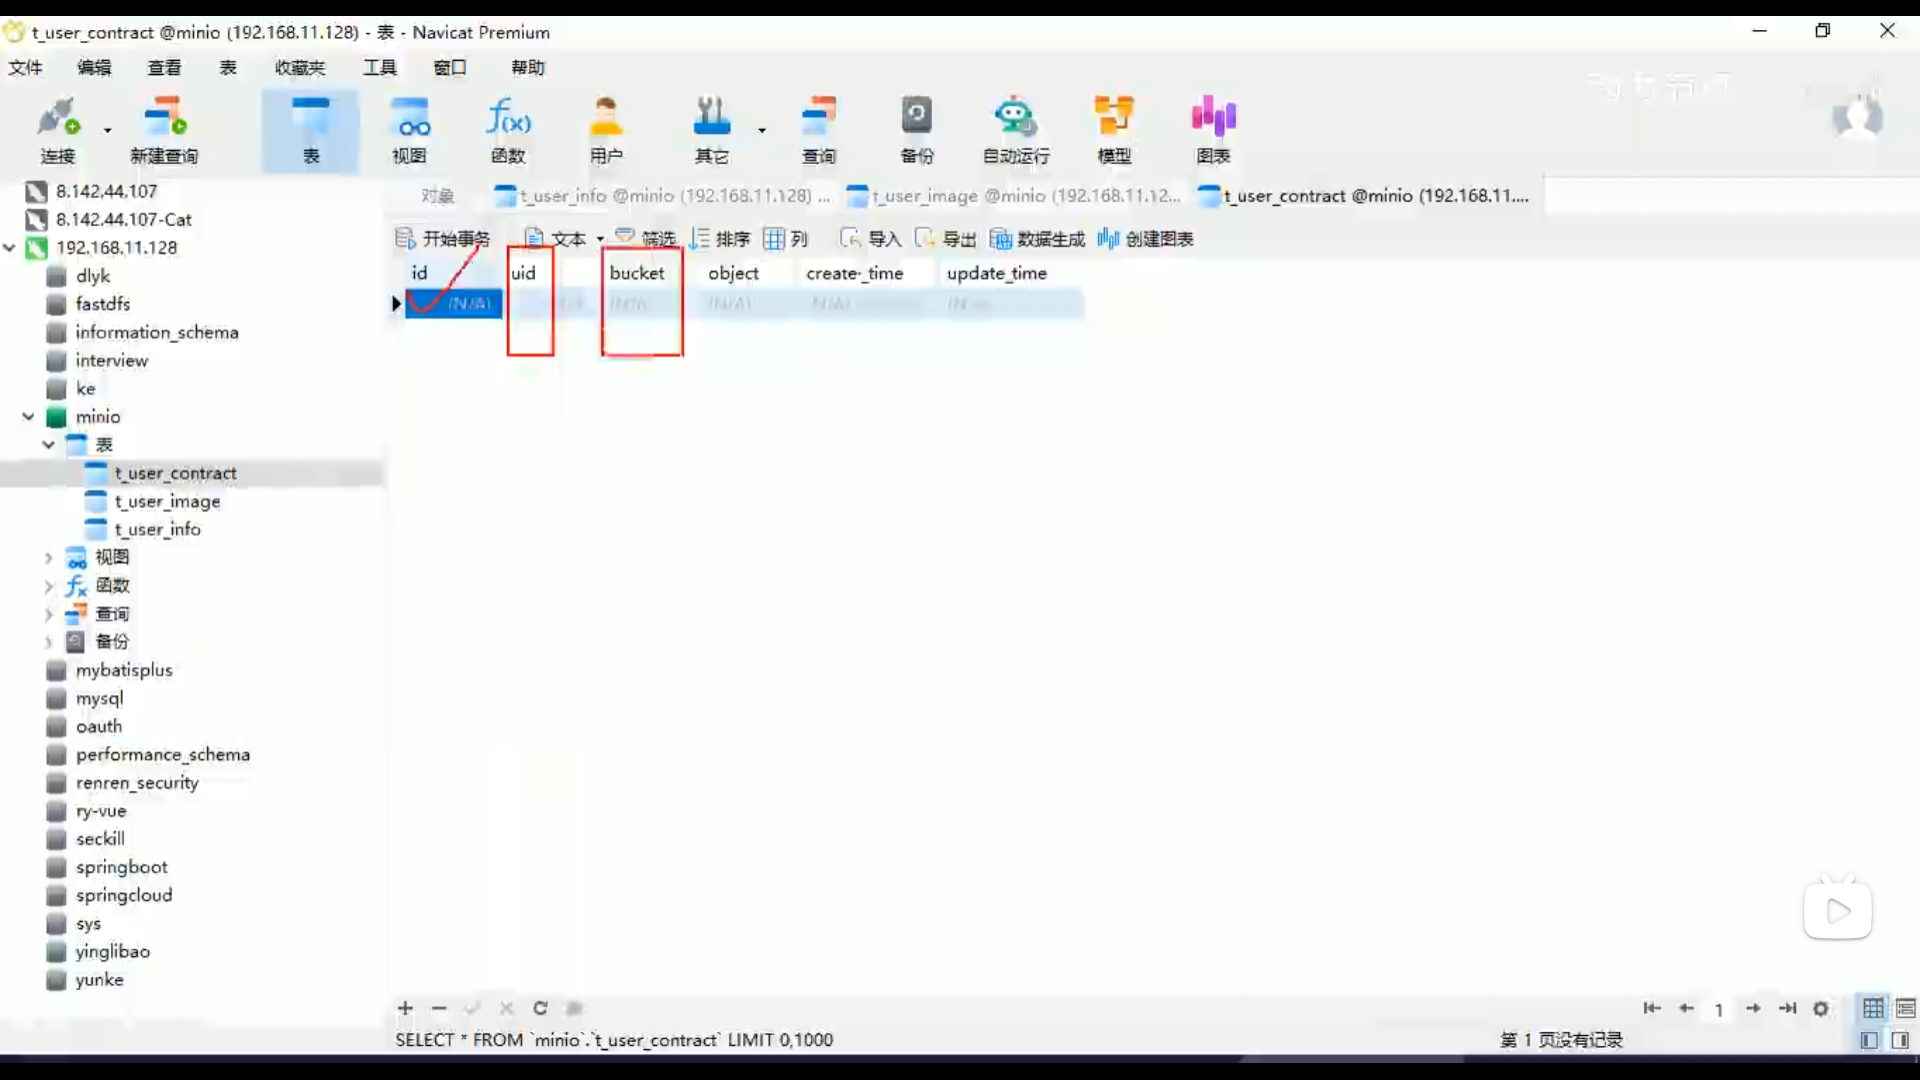 t_user_contract @minio (192.168.11.128) - 表 - Navicat Premium
文件 编辑 查看 表 收藏夹 工具 窗口 帮助
连接 新建查询 表 视图 函数 用户 其它 查询 备份 自动运行 模型 图表
对象 t_user_info @minio (192.168.11.128) ... t_user_image @minio (192.168.11.12... t_user_contract @minio (192.168.11....
开始事务 文本 筛选 排序 列 导入 导出 数据生成 创建图表
id uid bucket object create_time update_time
(N/A) (N/A) (N/A) (N/A)
8.142.44.107
8.142.44.107-Cat
192.168.11.128
dlyk
fastdfs
information_schema
interview
ke
minio
表
t_user_contract
t_user_image
t_user_info
视图
函数
查询
备份
mybatisplus
mysql
oauth
performance_schema
renren_security
ry-vue
seckill
springboot
springcloud
sys
yinglibao
yunke
1
SELECT * FROM `minio`.`t_user_contract` LIMIT 0,1000
第 1 页没有记录